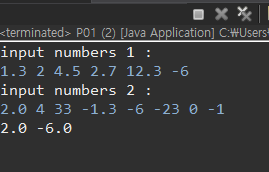 <terminated> P01 (2) [Java Application] C:₩Users₩
input numbers 1 :
1.3 2 4.5 2.7 12.3 -6
input numbers 2 :
2.0 4 33 -1.3 -6 -23 0 -1
2.0 -6.0